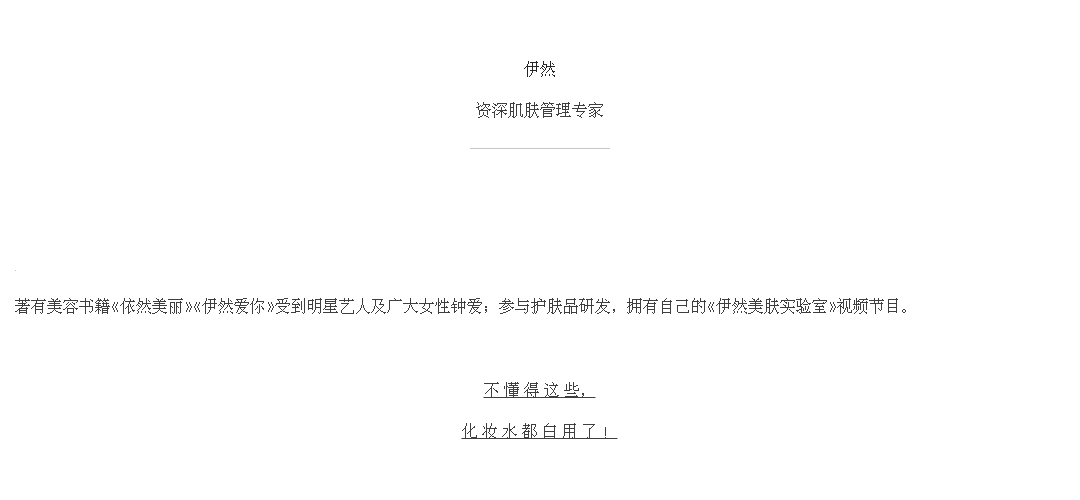 伊然
资深肌肤管理专家
著有美容书籍《依然美丽》《伊然爱你》受到明星艺人及广大女性钟爱；参与护肤品研发，拥有自己的《伊然美肤实验室》视频节目。
不懂得这些，
化妆水都白用了！